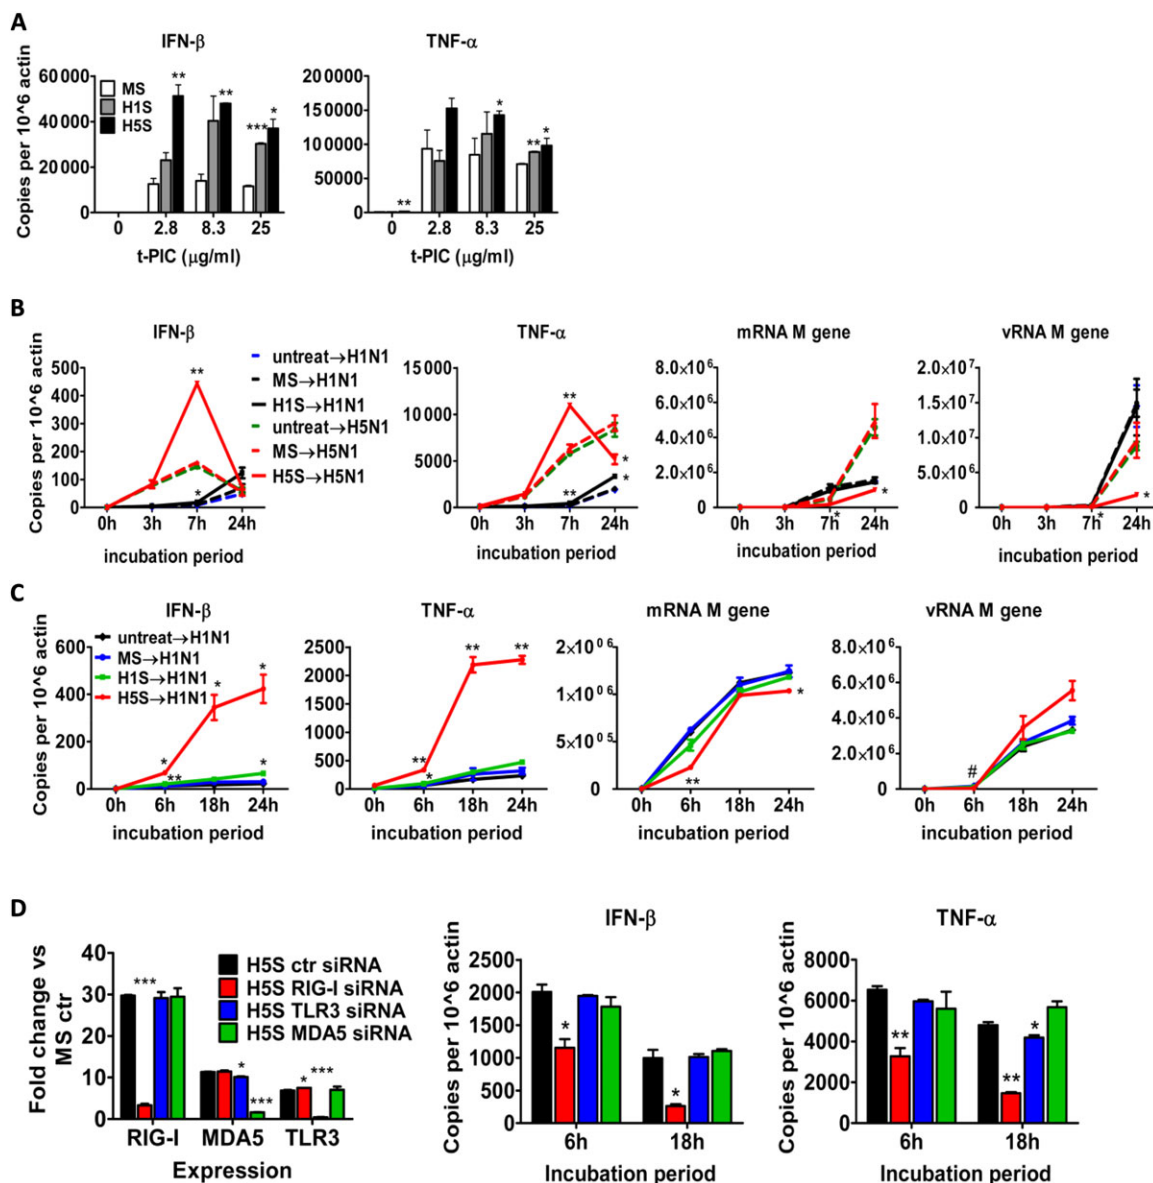 A
IFN-β
TNF-α
Copies per 10^6 actin
60000
40000
20000
0
MS
H1S
H5S
**
**
***
*
0 2.8 8.3 25
t-PIC (μg/ml)
200000
150000
100000
50000
0
**
*
**
*
0 2.8 8.3 25
t-PIC (μg/ml)
B
IFN-β
TNF-α
mRNA M gene
vRNA M gene
Copies per 10^6 actin
500
400
300
200
100
0
**
*
0h 3h 7h 24h
incubation period
untreat→H1N1
MS→H1N1
H1S→H1N1
untreat→H5N1
MS→H5N1
H5S→H5N1
15000
10000
5000
0
**
**
*
*
0h 3h 7h 24h
incubation period
8.0×10^6
6.0×10^6
4.0×10^6
2.0×10^6
0
*
*
0h 3h 7h 24h
incubation period
2.0×10^7
1.5×10^7
1.0×10^7
5.0×10^6
0
*
*
0h 3h 7h 24h
incubation period
C
IFN-β
TNF-α
mRNA M gene
vRNA M gene
Copies per 10^6 actin
600
400
200
0
untreat→H1N1
MS→H1N1
H1S→H1N1
H5S→H1N1
*
**
*
*
*
0h 6h 18h 24h
incubation period
2500
2000
1500
1000
500
0
**
*
**
**
0h 6h 18h 24h
incubation period
2×10^06
1×10^06
5×10^05
0
**
*
0h 6h 18h 24h
incubation period
8×10^6
6×10^6
4×10^6
2×10^6
0
#
0h 6h 18h 24h
incubation period
D
Fold change vs
MS ctr
40
30
20
10
0
***
*
***
*
***
RIG-I MDA5 TLR3
Expression
H5S ctr siRNA
H5S RIG-I siRNA
H5S TLR3 siRNA
H5S MDA5 siRNA
IFN-β
Copies per 10^6 actin
2500
2000
1500
1000
500
0
*
*
6h 18h
Incubation period
TNF-α
Copies per 10^6 actin
8000
6000
4000
2000
0
**
**
*
6h 18h
Incubation period